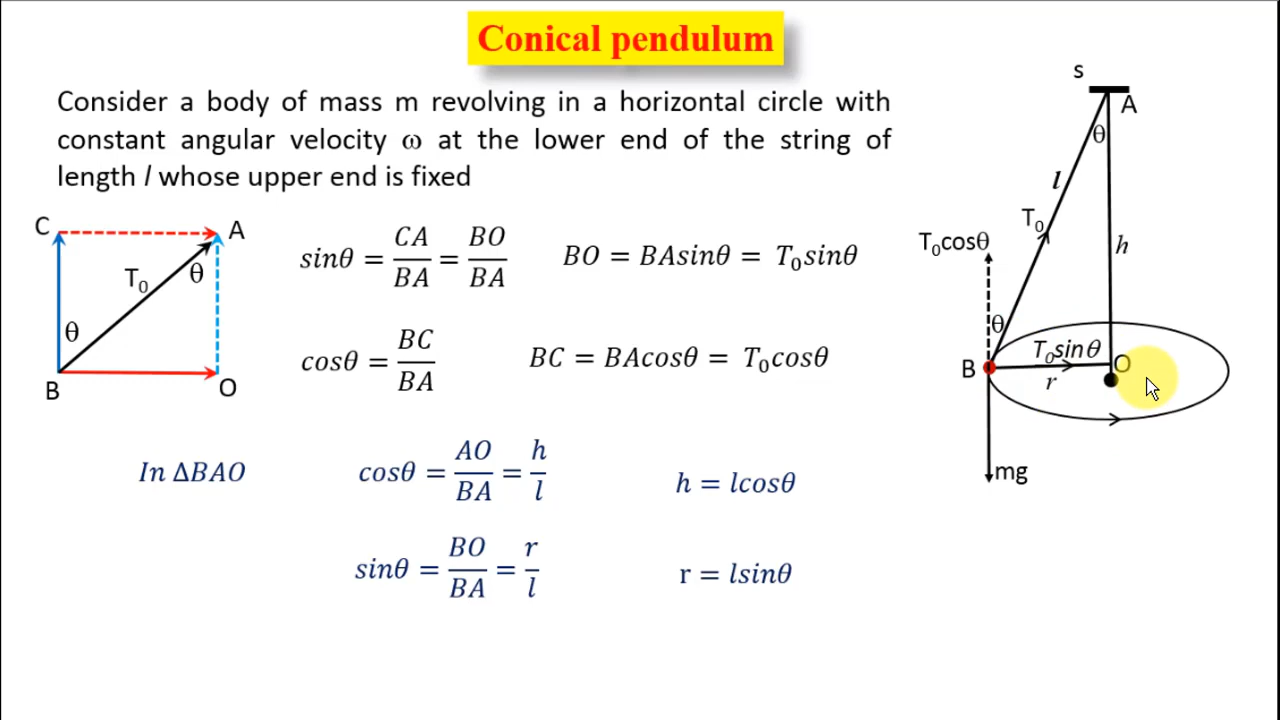 Conical pendulum
Consider a body of mass m revolving in a horizontal circle with
constant angular velocity ω at the lower end of the string of
length l whose upper end is fixed
C
A
T₀
θ
θ
B
O
sinθ = CA/BA = BO/BA
BO = BAsinθ = T₀sinθ
cosθ = BC/BA
BC = BAcosθ = T₀cosθ
In ΔBAO
cosθ = AO/BA = h/l
h = lcosθ
sinθ = BO/BA = r/l
r = lsinθ
s
A
θ
l
T₀
T₀cosθ
h
θ
T₀sinθ
O
B
r
mg